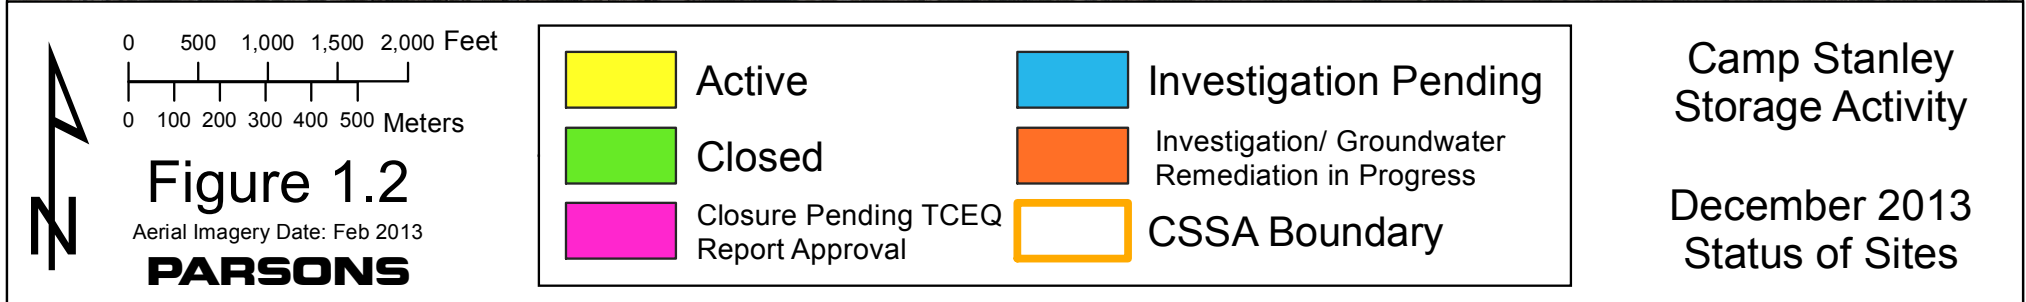 0 500 1,000 1,500 2,000 Feet
0 100 200 300 400 500 Meters
N
Figure 1.2
Aerial Imagery Date: Feb 2013
PARSONS
Active
Closed
Closure Pending TCEQ
Report Approval
Investigation Pending
Investigation/ Groundwater
Remediation in Progress
CSSA Boundary
Camp Stanley
Storage Activity
December 2013
Status of Sites